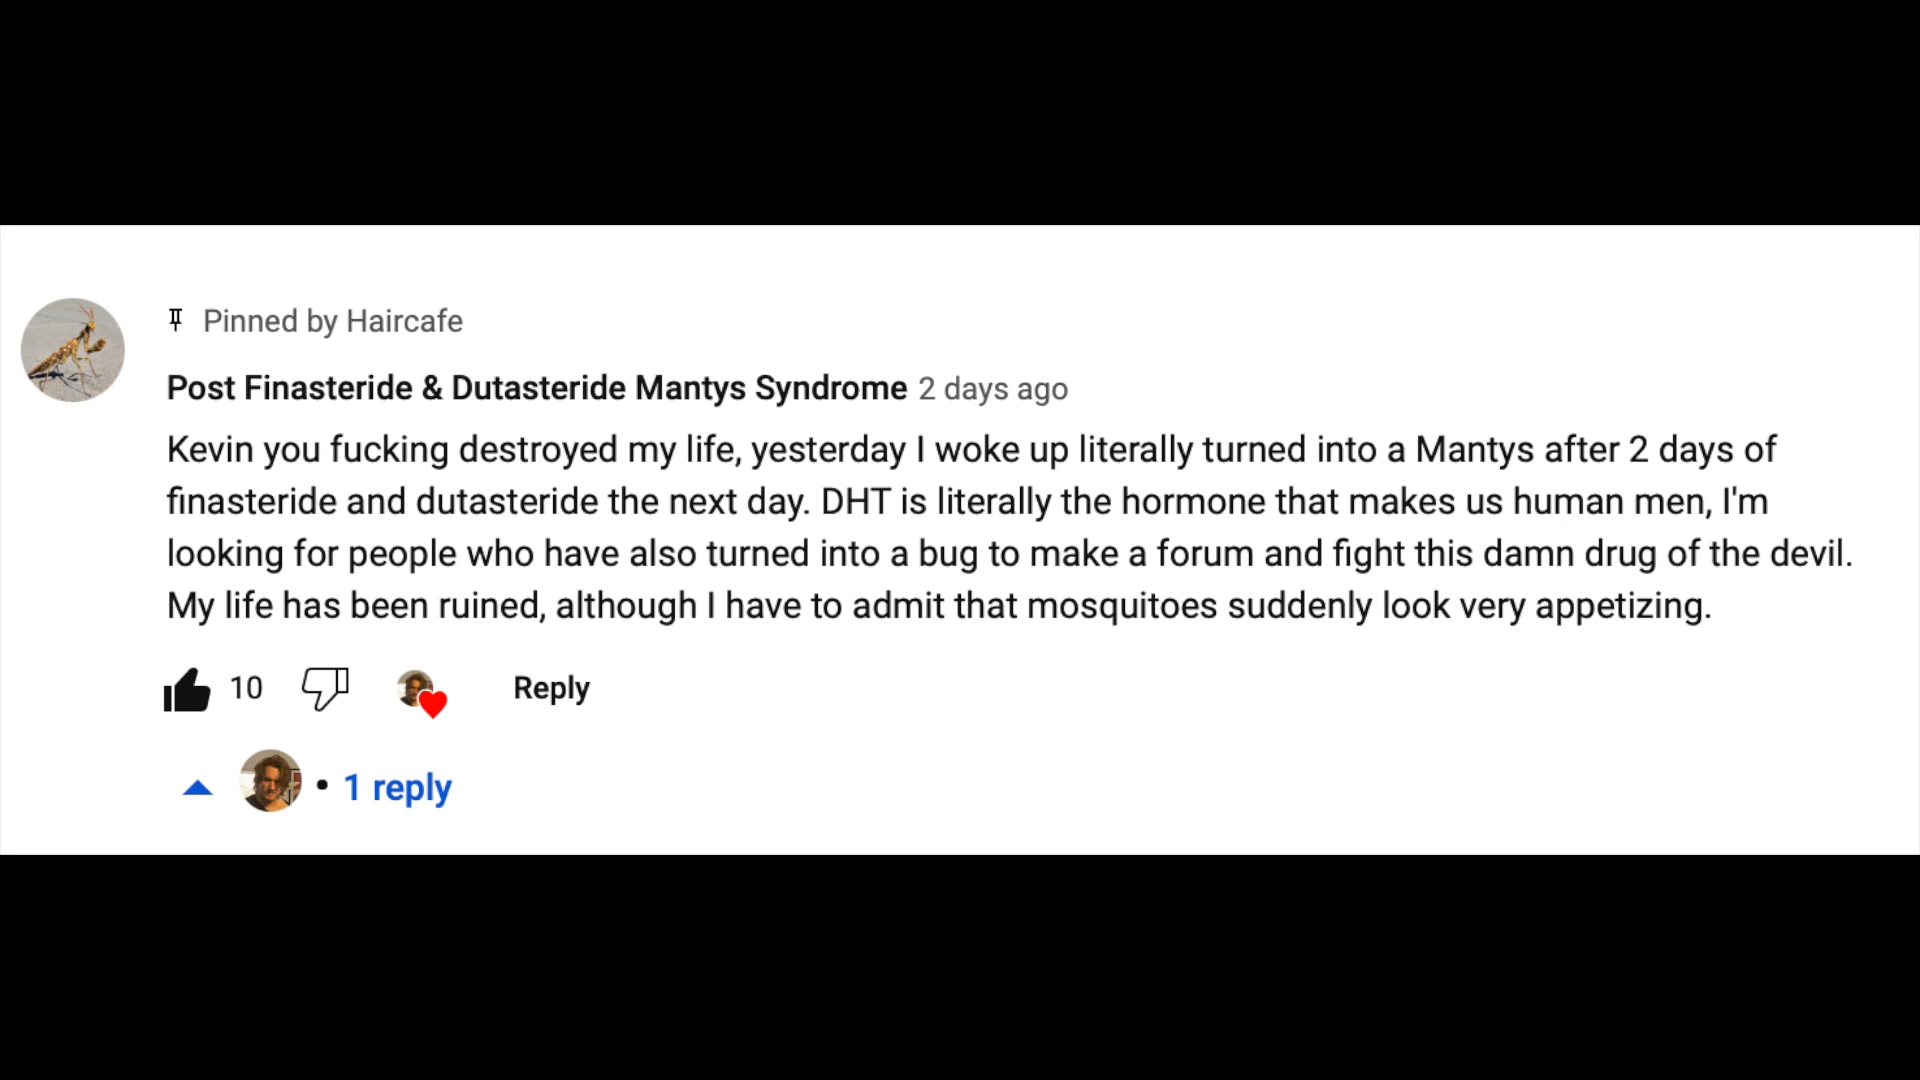 Pinned by Haircafe
Post Finasteride & Dutasteride Mantys Syndrome 2 days ago
Kevin you fucking destroyed my life, yesterday I woke up literally turned into a Mantys after 2 days of
finasteride and dutasteride the next day. DHT is literally the hormone that makes us human men, I'm
looking for people who have also turned into a bug to make a forum and fight this damn drug of the devil.
My life has been ruined, although I have to admit that mosquitoes suddenly look very appetizing.
10 Reply
• 1 reply